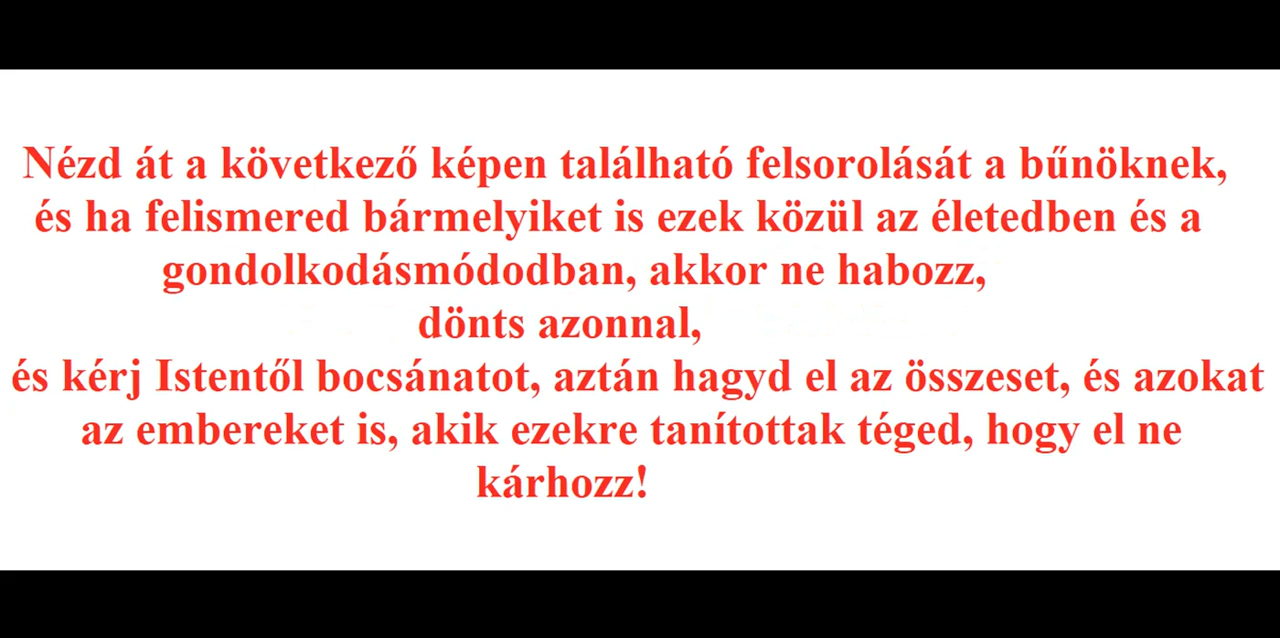 Nézd át a következő képen található felsorolását a bűnöknek,
és ha felismered bármelyiket is ezek közül az életedben és a
gondolkodásmódodban, akkor ne habozz,
dönts azonnal,
és kérj Istentől bocsánatot, aztán hagyd el az összeset, és azokat
az embereket is, akik ezekre tanítottak téged, hogy el ne
kárhozz!